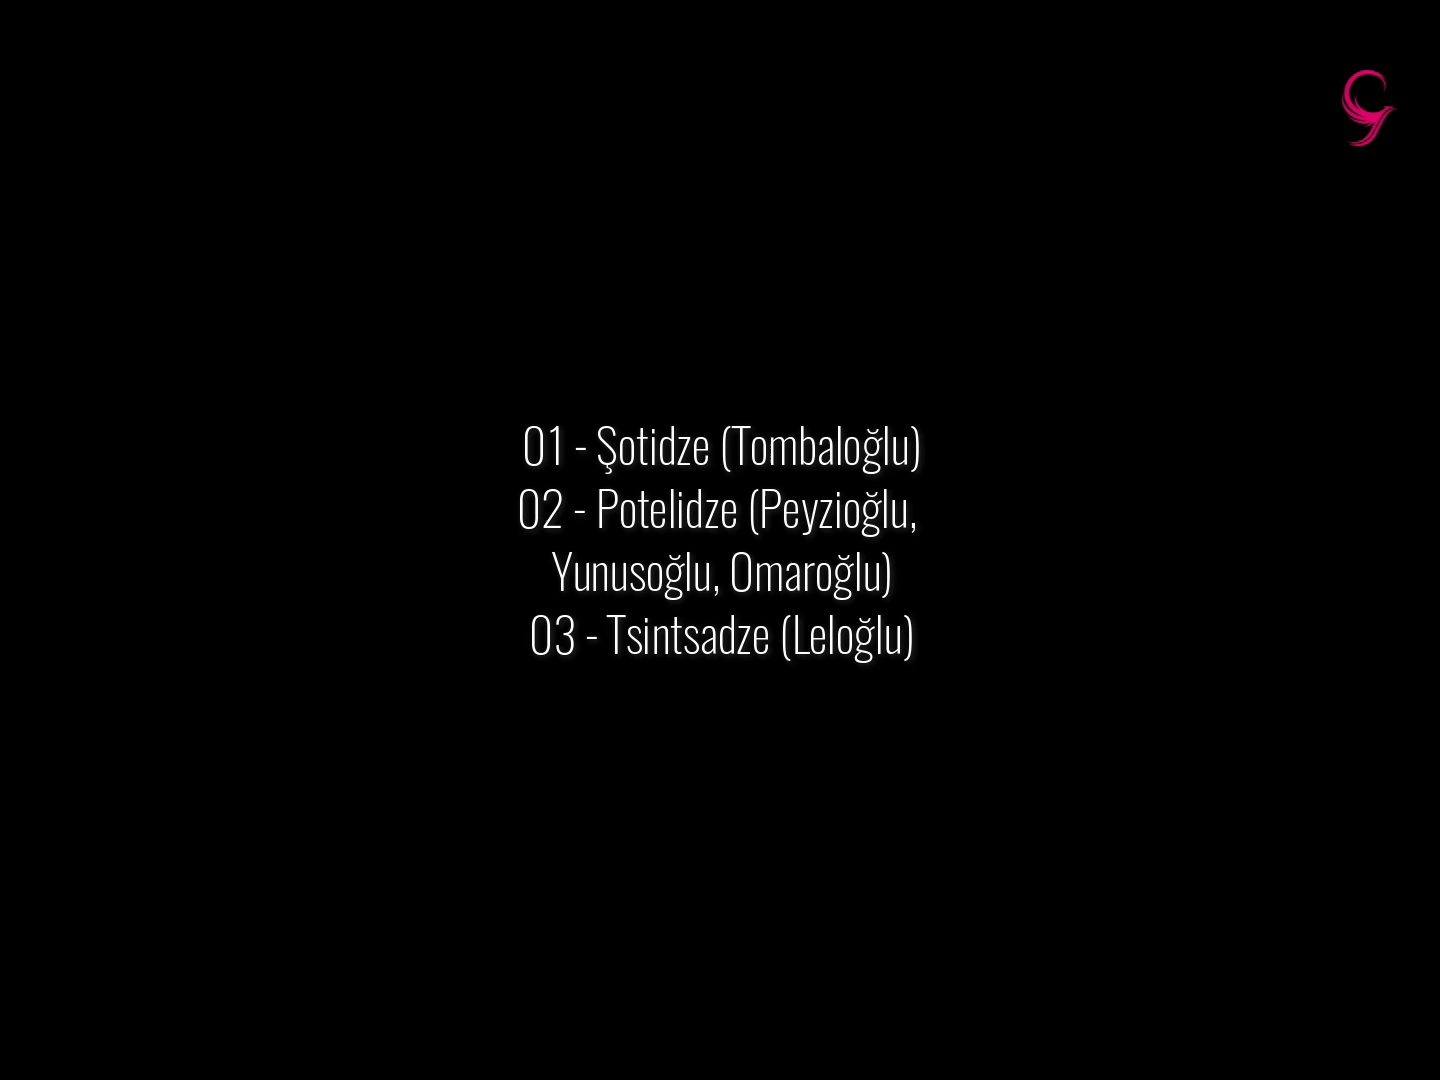 01 - Şotidze (Tombaloğlu)
02 - Potelidze (Peyzioğlu,
Yunusoğlu, Omaroğlu)
03 - Tsintsadze (Leloğlu)